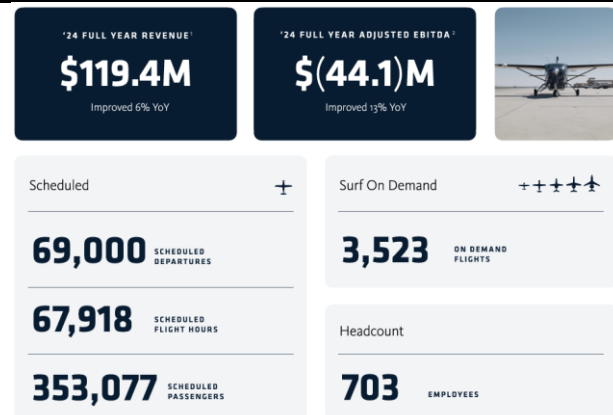 '24 FULL YEAR REVENUE¹
$119.4M
Improved 6% YoY
'24 FULL YEAR ADJUSTED EBITDA²
$(44.1)M
Improved 13% YoY
Scheduled
69,000 SCHEDULED
DEPARTURES
67,918 SCHEDULED
FLIGHT HOURS
353,077 SCHEDULED
PASSENGERS
Surf On Demand
3,523 ON DEMAND
FLIGHTS
Headcount
703 EMPLOYEES